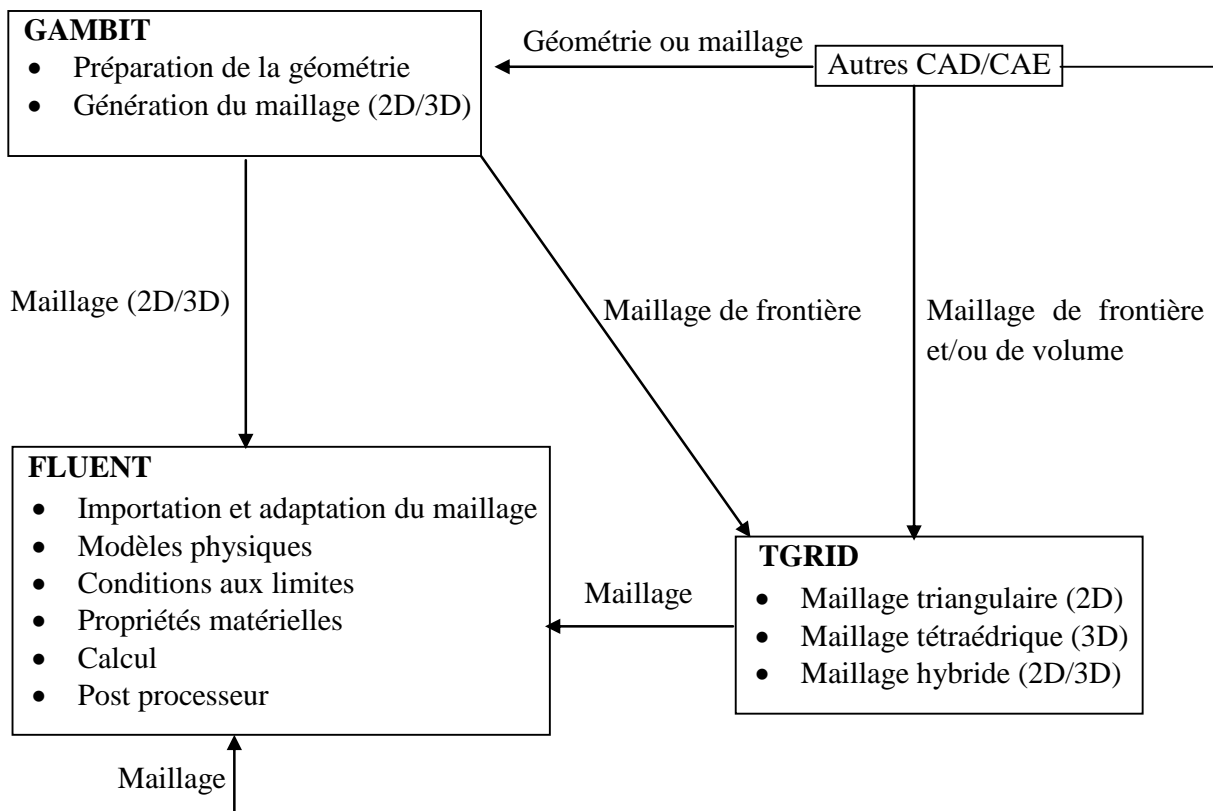 GAMBIT
• Préparation de la géométrie
• Génération du maillage (2D/3D)
Géométrie ou maillage
Autres CAD/CAE
Maillage (2D/3D)
Maillage de frontière
Maillage de frontière
et/ou de volume
FLUENT
• Importation et adaptation du maillage
• Modèles physiques
• Conditions aux limites
• Propriétés matérielles
• Calcul
• Post processeur
Maillage
TGRID
• Maillage triangulaire (2D)
• Maillage tétraédrique (3D)
• Maillage hybride (2D/3D)
Maillage